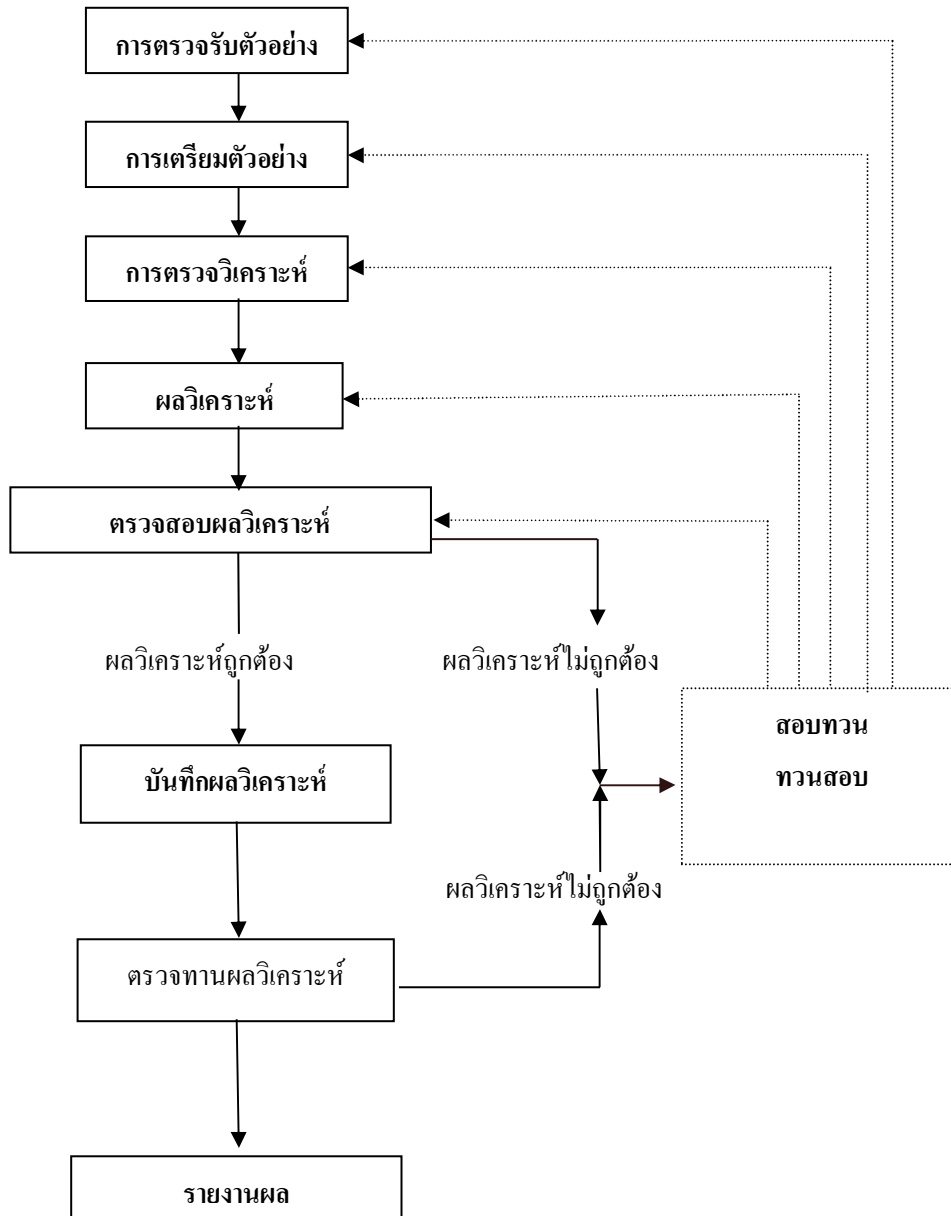 การตรวจรับตัวอย่าง
การเตรียมตัวอย่าง
การตรวจวิเคราะห์
ผลวิเคราะห์
ตรวจสอบผลวิเคราะห์
ผลวิเคราะห์ถูกต้อง
ผลวิเคราะห์ไม่ถูกต้อง
สอบทวน
ทวนสอบ
บันทึกผลวิเคราะห์
ผลวิเคราะห์ไม่ถูกต้อง
ตรวจทานผลวิเคราะห์
รายงานผล